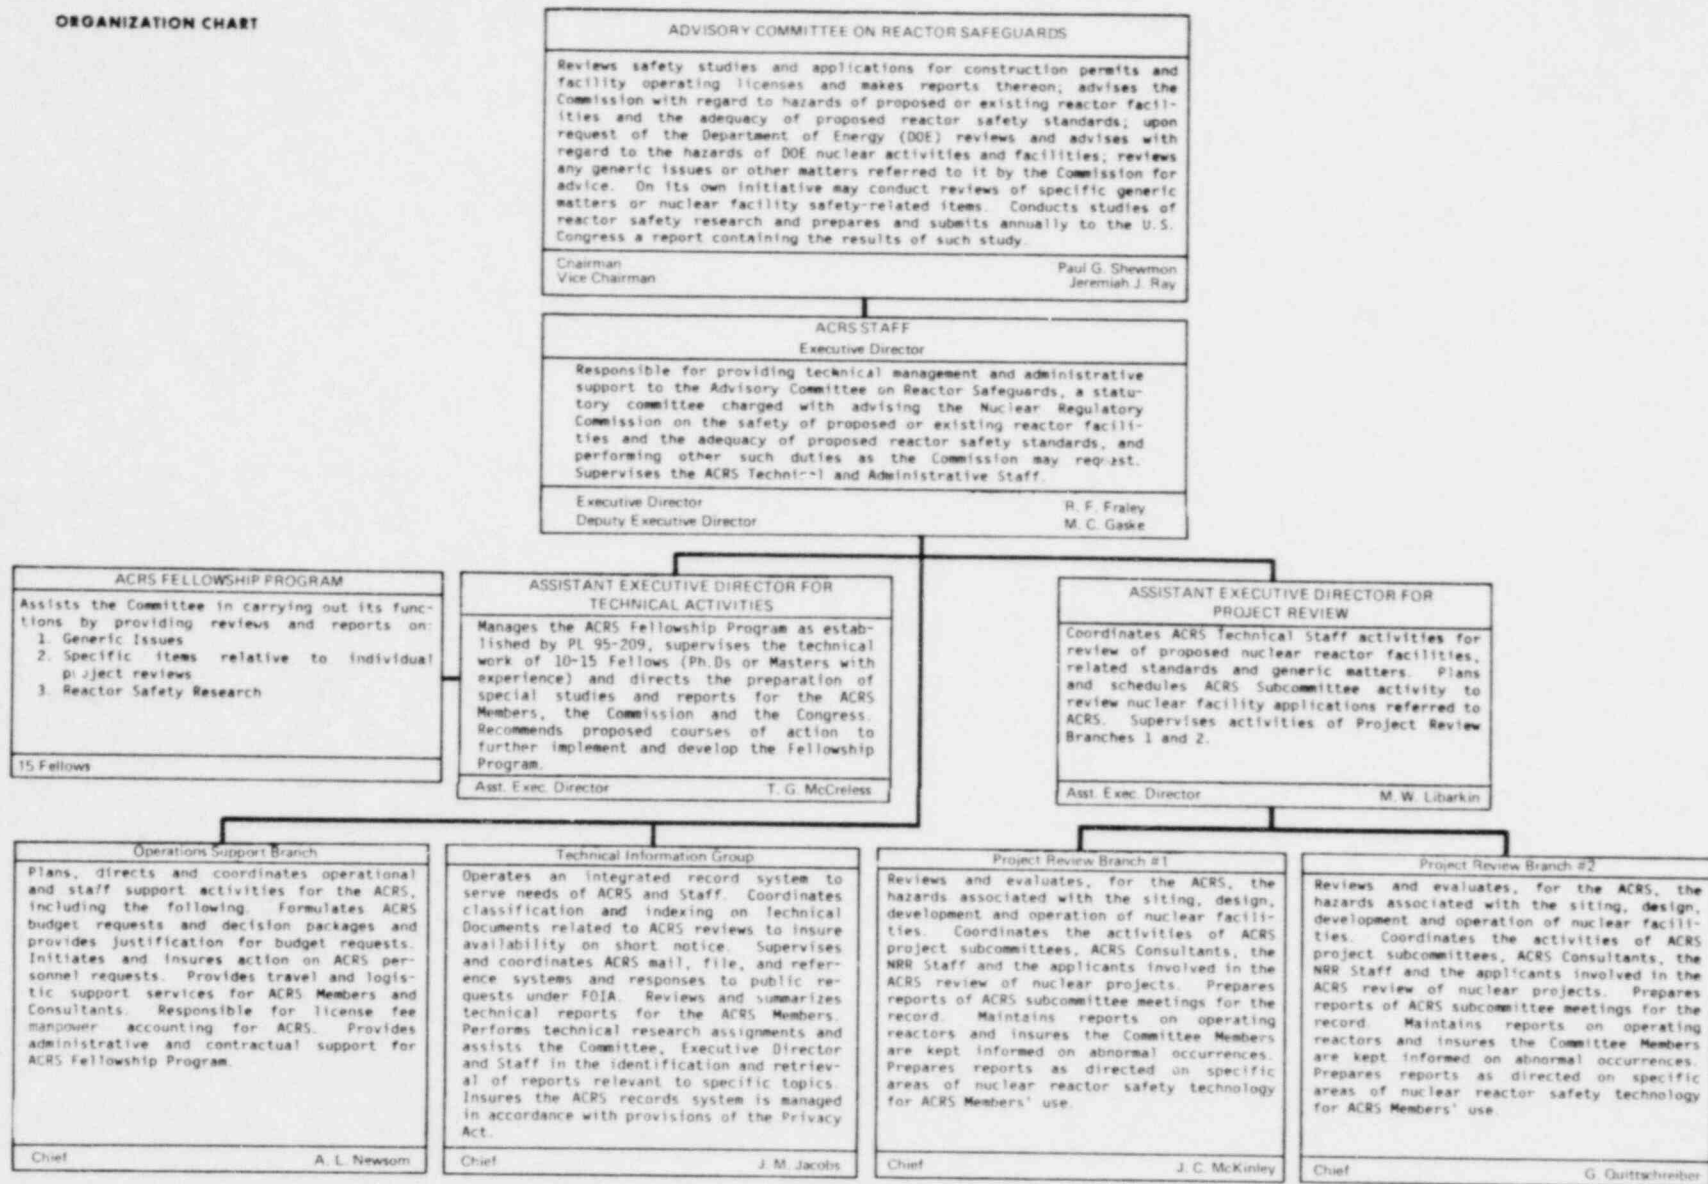 ORGANIZATION CHART
ADVISORY COMMITTEE ON REACTOR SAFEGUARDS
Reviews safety studies and applications for construction permits and
facility operating licenses and makes reports thereon; advises the
Commission with regard to hazards of proposed or existing reactor facil-
ities and the adequacy of proposed reactor safety standards; upon
request of the Department of Energy (DOE) reviews and advises with
regard to the hazards of DOE nuclear activities and facilities; reviews
any generic issues or other matters referred to it by the Commission for
advice. On its own initiative may conduct reviews of specific generic
matters or nuclear facility safety-related items. Conducts studies of
reactor safety research and prepares and submits annually to the U.S.
Congress a report containing the results of such study.
Chairman Paul G. Shewmon
Vice Chairman Jeremiah J. Ray
ACRS STAFF
Executive Director
Responsible for providing technical management and administrative
support to the Advisory Committee on Reactor Safeguards, a statu-
tory committee charged with advising the Nuclear Regulatory
Commission on the safety of proposed or existing reactor facili-
ties and the adequacy of proposed reactor safety standards, and
performing other such duties as the Commission may request.
Supervises the ACRS Technical and Administrative Staff.
Executive Director R. F. Fraley
Deputy Executive Director M. C. Gaske
ACRS FELLOWSHIP PROGRAM
Assists the Committee in carrying out its func-
tions by providing reviews and reports on:
1. Generic Issues
2. Specific items relative to individual
project reviews
3. Reactor Safety Research
15 Fellows
ASSISTANT EXECUTIVE DIRECTOR FOR
TECHNICAL ACTIVITIES
Manages the ACRS Fellowship Program as estab-
lished by PL 95-209, supervises the technical
work of 10-15 Fellows (Ph.Ds or Masters with
experience) and directs the preparation of
special studies and reports for the ACRS
Members, the Commission and the Congress.
Recommends proposed courses of action to
further implement and develop the Fellowship
Program.
Asst. Exec. Director T. G. McCreless
ASSISTANT EXECUTIVE DIRECTOR FOR
PROJECT REVIEW
Coordinates ACRS Technical Staff activities for
review of proposed nuclear reactor facilities,
related standards and generic matters. Plans
and schedules ACRS Subcommittee activity to
review nuclear facility applications referred to
ACRS. Supervises activities of Project Review
Branches 1 and 2.
Asst. Exec. Director M. W. Libarkin
Operations Support Branch
Plans, directs and coordinates operational
and staff support activities for the ACRS,
including the following. Formulates ACRS
budget requests and decision packages and
provides justification for budget requests.
Initiates and insures action on ACRS per-
sonnel requests. Provides travel and logis-
tic support services for ACRS Members and
Consultants. Responsible for license fee
manpower accounting for ACRS. Provides
administrative and contractual support for
ACRS Fellowship Program.
Chief A. L. Newsom
Technical Information Group
Operates an integrated record system to
serve needs of ACRS and Staff. Coordinates
classification and indexing on Technical
Documents related to ACRS reviews to insure
availability on short notice. Supervises
and coordinates ACRS mail, file, and refer-
ence systems and responses to public re-
quests under FOIA. Reviews and summarizes
technical reports for the ACRS Members.
Performs technical research assignments and
assists the Committee, Executive Director
and Staff in the identification and retriev-
al of reports relevant to specific topics.
Insures the ACRS records system is managed
in accordance with provisions of the Privacy
Act.
Chief J. M. Jacobs
Project Review Branch #1
Reviews and evaluates, for the ACRS, the
hazards associated with the siting, design,
development and operation of nuclear facili-
ties. Coordinates the activities of ACRS
project subcommittees, ACRS Consultants, the
NRR Staff and the applicants involved in the
ACRS review of nuclear projects. Prepares
reports of ACRS subcommittee meetings for the
record. Maintains reports on operating
reactors and insures the Committee Members
are kept informed on abnormal occurrences.
Prepares reports as directed on specific
areas of nuclear reactor safety technology
for ACRS Members' use.
Chief J. C. McKinley
Project Review Branch #2
Reviews and evaluates, for the ACRS, the
hazards associated with the siting, design,
development and operation of nuclear facili-
ties. Coordinates the activities of ACRS
project subcommittees, ACRS Consultants, the
NRR Staff and the applicants involved in the
ACRS review of nuclear projects. Prepares
reports of ACRS subcommittee meetings for the
record. Maintains reports on operating
reactors and insures the Committee Members
are kept informed on abnormal occurrences.
Prepares reports as directed on specific
areas of nuclear reactor safety technology
for ACRS Members' use.
Chief G. Quittschreiber